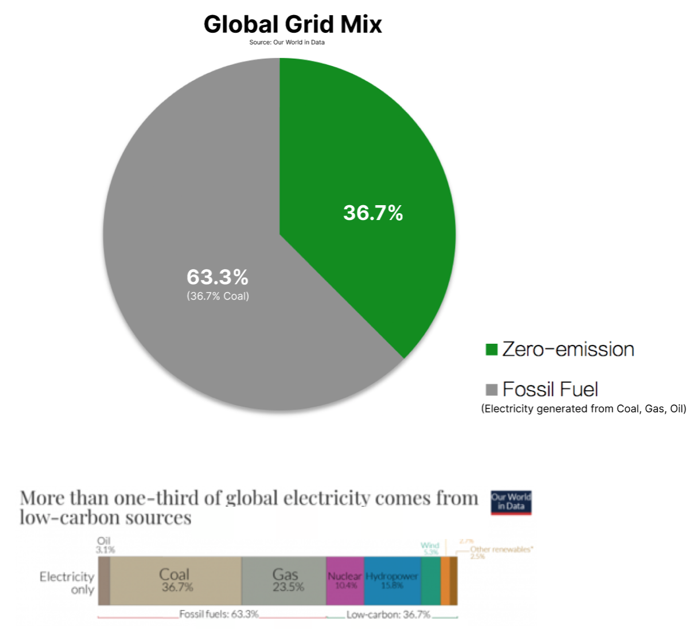 Global Grid Mix
Source: Our World in Data
36.7%
63.3%
(36.7% Coal)
Zero-emission
Fossil Fuel
(Electricity generated from Coal, Gas, Oil)
More than one-third of global electricity comes from
low-carbon sources
Our World
in Data
Oil
3.1%
Electricity
only
Coal
36.7%
Gas
23.5%
Nuclear
10.4%
Hydropower
15.8%
Wind
5.3%
2.7%
Other renewables*
2.5%
Fossil fuels: 63.3%
Low-carbon: 36.7%